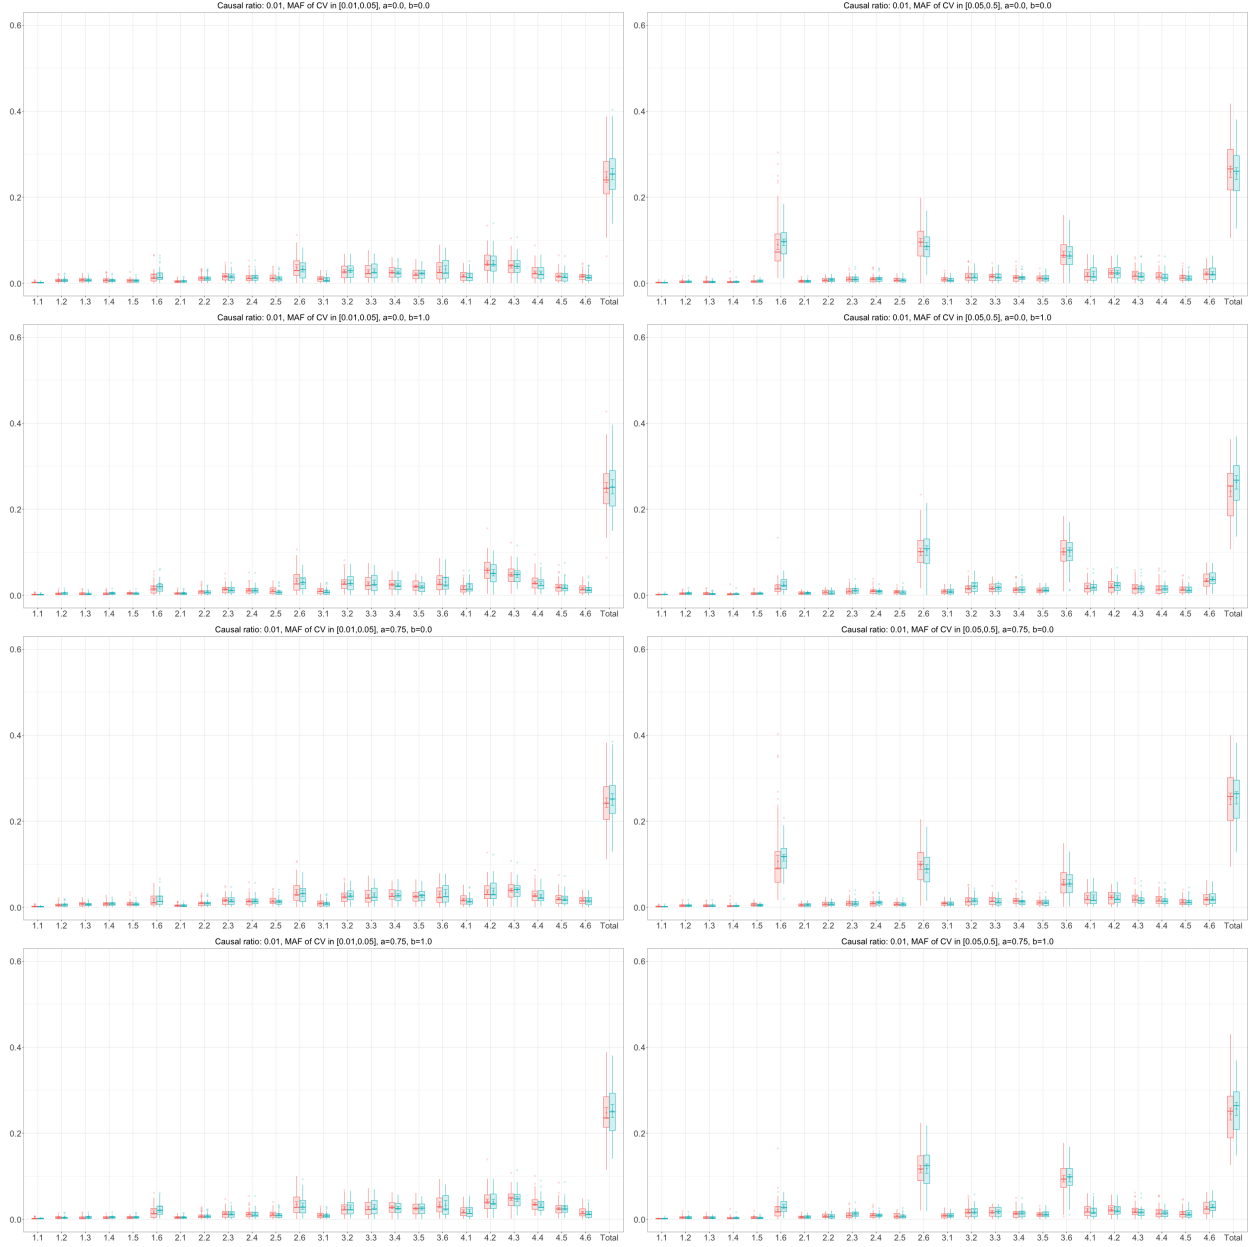 Causal ratio: 0.01, MAF of CV in [0.01,0.05], a=0.0, b=0.0
0.6
0.4
0.2
0.0
1.1 1.2 1.3 1.4 1.5 1.6 2.1 2.2 2.3 2.4 2.5 2.6 3.1 3.2 3.3 3.4 3.5 3.6 4.1 4.2 4.3 4.4 4.5 4.6 Total
Causal ratio: 0.01, MAF of CV in [0.05,0.5], a=0.0, b=0.0
0.6
0.4
0.2
0.0
1.1 1.2 1.3 1.4 1.5 1.6 2.1 2.2 2.3 2.4 2.5 2.6 3.1 3.2 3.3 3.4 3.5 3.6 4.1 4.2 4.3 4.4 4.5 4.6 Total
Causal ratio: 0.01, MAF of CV in [0.01,0.05], a=0.0, b=1.0
0.6
0.4
0.2
0.0
1.1 1.2 1.3 1.4 1.5 1.6 2.1 2.2 2.3 2.4 2.5 2.6 3.1 3.2 3.3 3.4 3.5 3.6 4.1 4.2 4.3 4.4 4.5 4.6 Total
Causal ratio: 0.01, MAF of CV in [0.05,0.5], a=0.0, b=1.0
0.6
0.4
0.2
0.0
1.1 1.2 1.3 1.4 1.5 1.6 2.1 2.2 2.3 2.4 2.5 2.6 3.1 3.2 3.3 3.4 3.5 3.6 4.1 4.2 4.3 4.4 4.5 4.6 Total
Causal ratio: 0.01, MAF of CV in [0.01,0.05], a=0.75, b=0.0
0.6
0.4
0.2
0.0
1.1 1.2 1.3 1.4 1.5 1.6 2.1 2.2 2.3 2.4 2.5 2.6 3.1 3.2 3.3 3.4 3.5 3.6 4.1 4.2 4.3 4.4 4.5 4.6 Total
Causal ratio: 0.01, MAF of CV in [0.05,0.5], a=0.75, b=0.0
0.6
0.4
0.2
0.0
1.1 1.2 1.3 1.4 1.5 1.6 2.1 2.2 2.3 2.4 2.5 2.6 3.1 3.2 3.3 3.4 3.5 3.6 4.1 4.2 4.3 4.4 4.5 4.6 Total
Causal ratio: 0.01, MAF of CV in [0.01,0.05], a=0.75, b=1.0
0.6
0.4
0.2
0.0
1.1 1.2 1.3 1.4 1.5 1.6 2.1 2.2 2.3 2.4 2.5 2.6 3.1 3.2 3.3 3.4 3.5 3.6 4.1 4.2 4.3 4.4 4.5 4.6 Total
Causal ratio: 0.01, MAF of CV in [0.05,0.5], a=0.75, b=1.0
0.6
0.4
0.2
0.0
1.1 1.2 1.3 1.4 1.5 1.6 2.1 2.2 2.3 2.4 2.5 2.6 3.1 3.2 3.3 3.4 3.5 3.6 4.1 4.2 4.3 4.4 4.5 4.6 Total